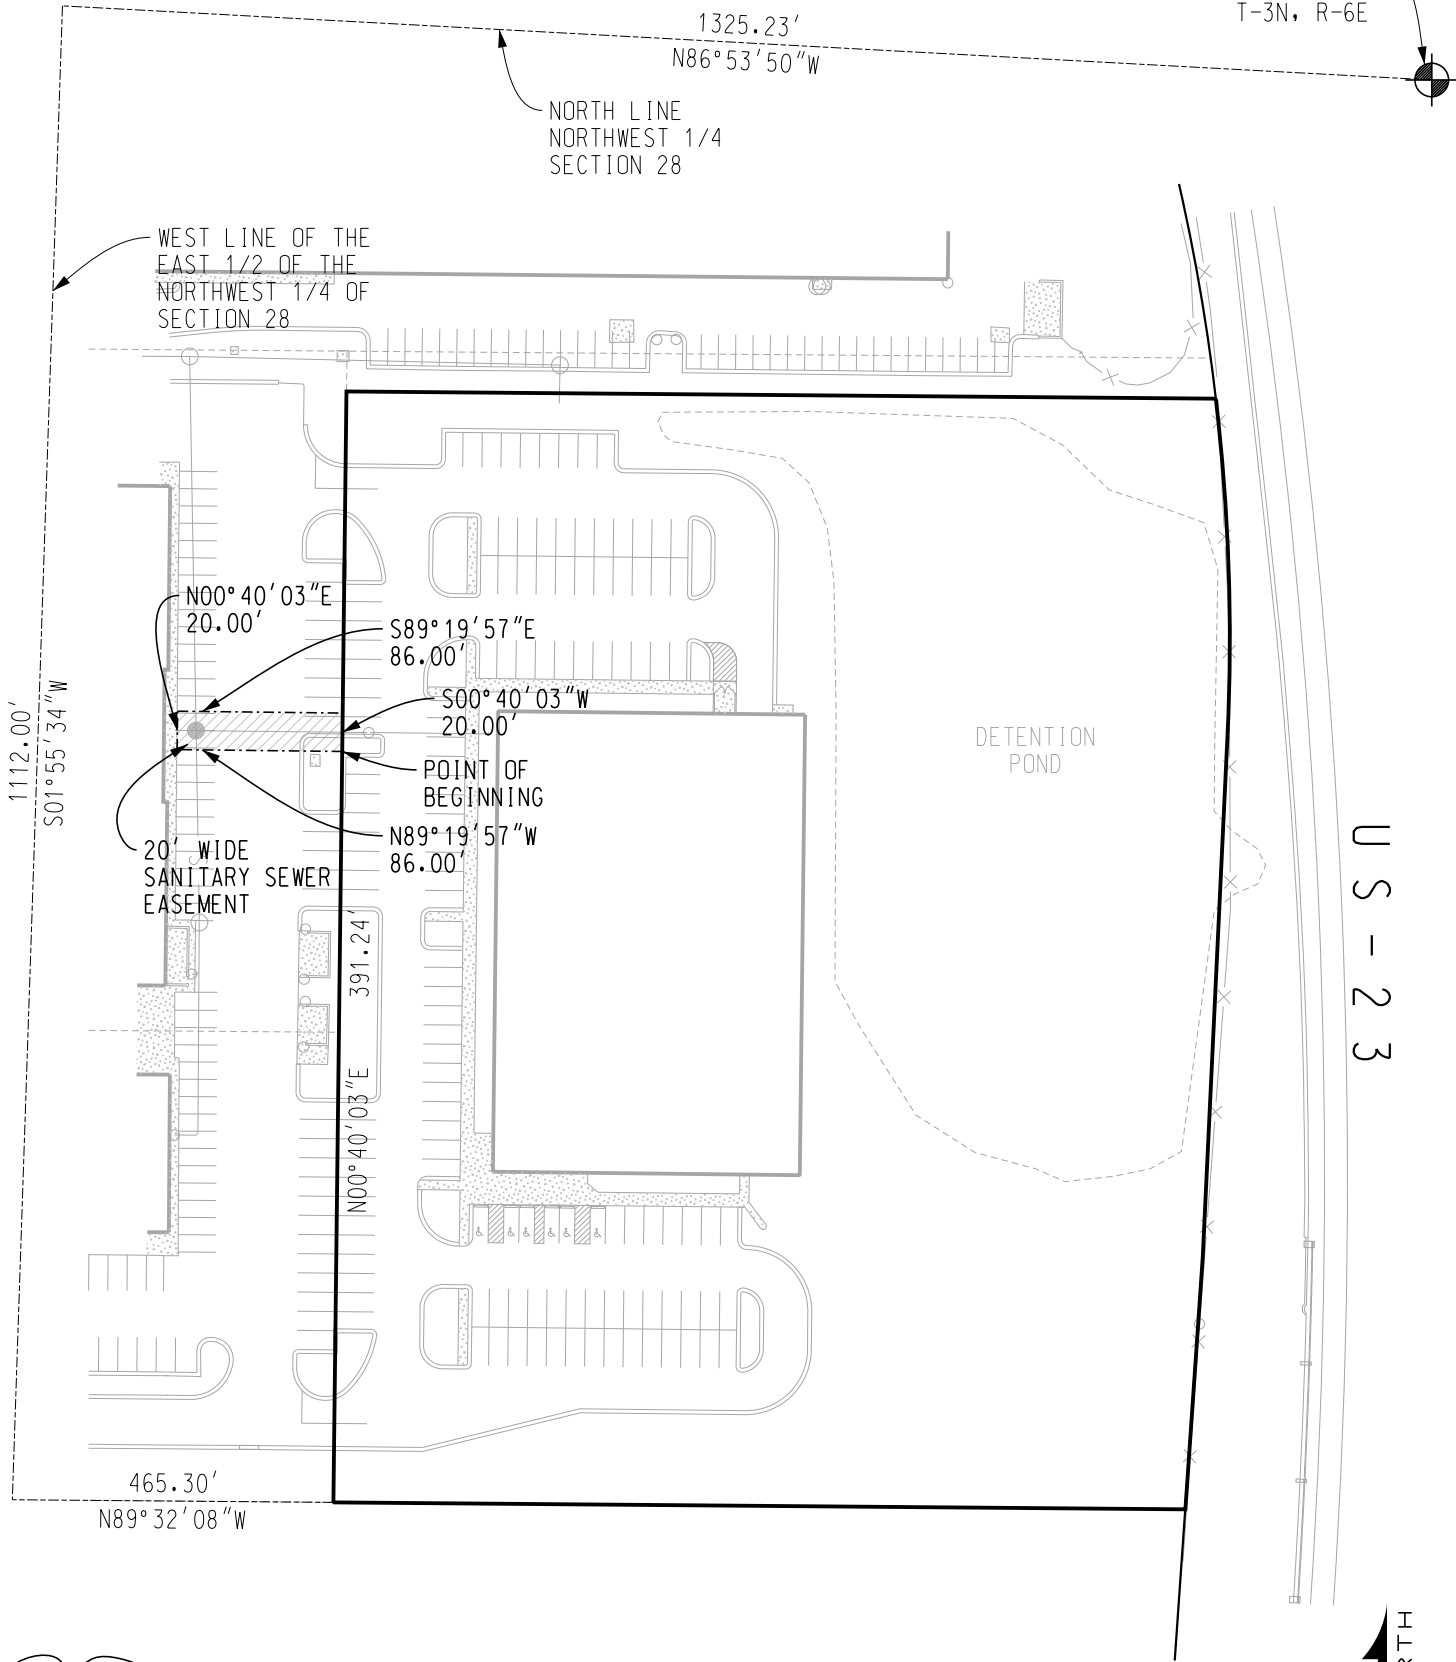 T-3N, R-6E
1325.23'
N86°53'50"W
NORTH LINE
NORTHWEST 1/4
SECTION 28
WEST LINE OF THE
EAST 1/2 OF THE
NORTHWEST 1/4 OF
SECTION 28
N00°40'03"E
20.00'
S89°19'57"E
86.00'
S00°40'03"W
20.00'
1112.00'
S01°55'34"W
DETENTION
POND
POINT OF
BEGINNING
N89°19'57"W
86.00'
20' WIDE
SANITARY SEWER
EASEMENT
US-23
N00°40'03"E 391.24'
465.30'
N89°32'08"W